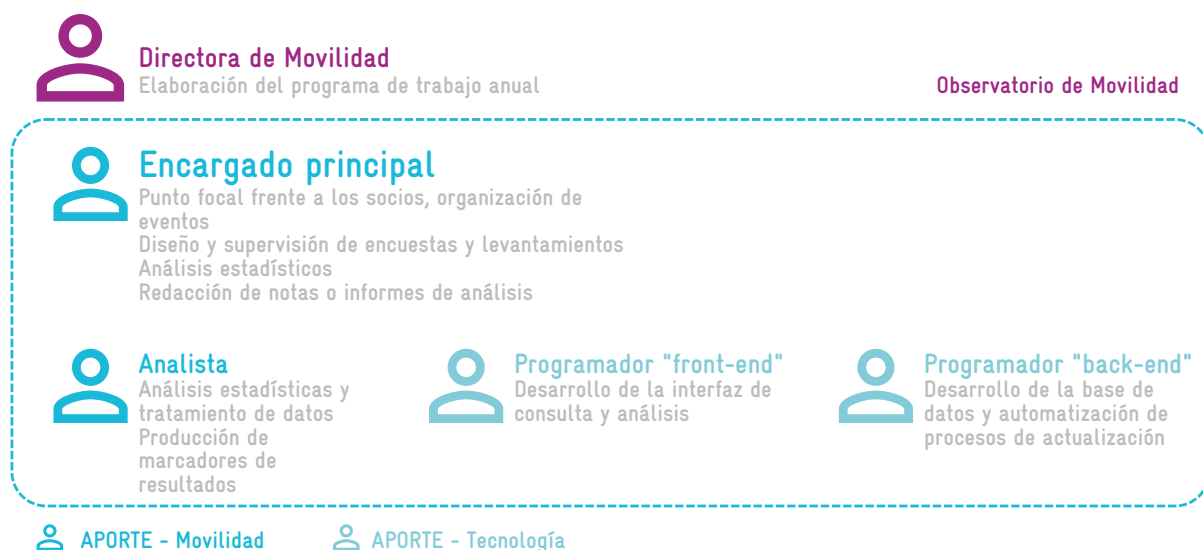 Directora de Movilidad
Elaboración del programa de trabajo anual
Observatorio de Movilidad
Encargado principal
Punto focal frente a los socios, organización de
eventos
Diseño y supervisión de encuestas y levantamientos
Análisis estadísticos
Redacción de notas o informes de análisis
Analista
Análisis estadísticas y
tratamiento de datos
Producción de
marcadores de
resultados
Programador "front-end"
Desarrollo de la interfaz de
consulta y análisis
Programador "back-end"
Desarrollo de la base de
datos y automatización de
procesos de actualización
APORTE - Movilidad
APORTE - Tecnología